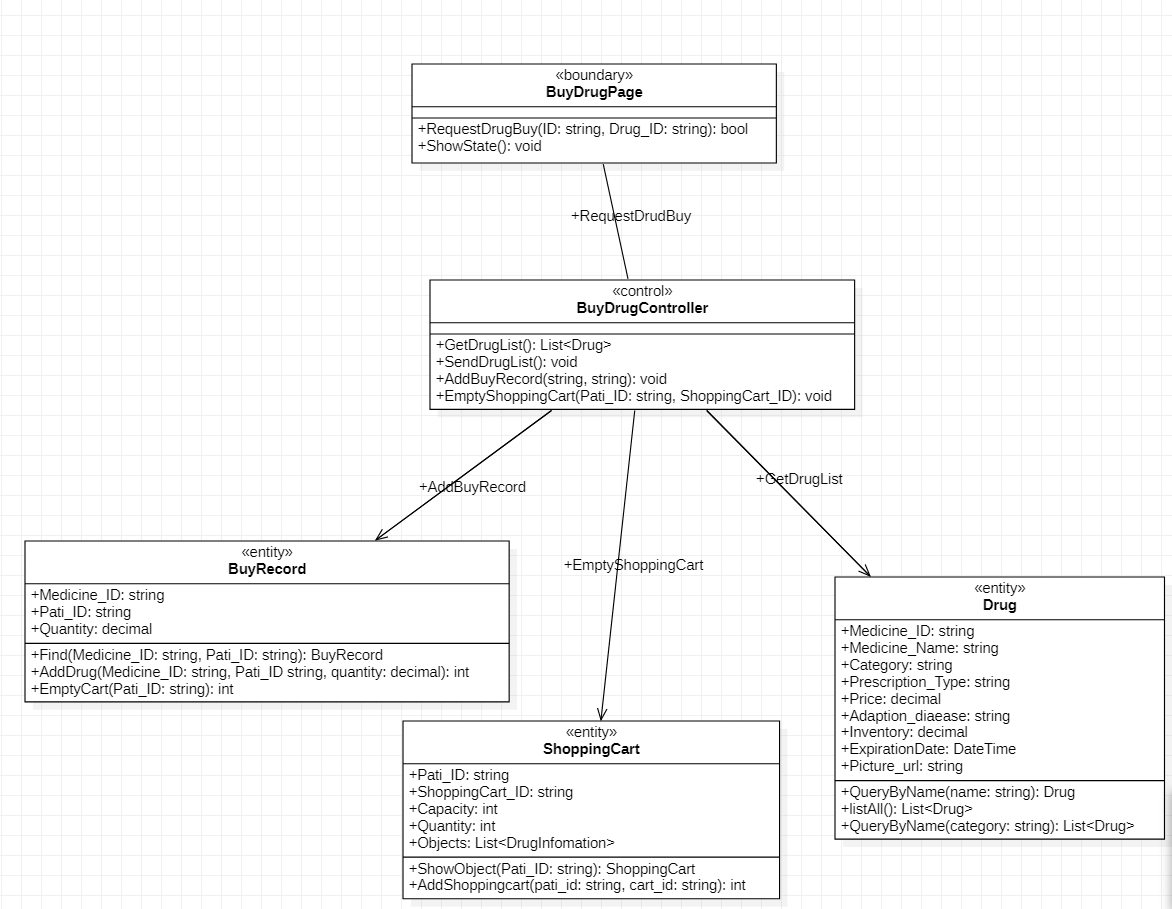 «boundary»
BuyDrugPage
+RequestDrugBuy(ID: string, Drug_ID: string): bool
+ShowState(): void
+RequestDrudBuy
«control»
BuyDrugController
+GetDrugList(): List<Drug>
+SendDrugList(): void
+AddBuyRecord(string, string): void
+EmptyShoppingCart(Pati_ID: string, ShoppingCart_ID): void
+AddBuyRecord
+EmptyShoppingCart
+GetDrugList
«entity»
BuyRecord
+Medicine_ID: string
+Pati_ID: string
+Quantity: decimal
+Find(Medicine_ID: string, Pati_ID: string): BuyRecord
+AddDrug(Medicine_ID: string, Pati_ID string, quantity: decimal): int
+EmptyCart(Pati_ID: string): int
«entity»
ShoppingCart
+Pati_ID: string
+ShoppingCart_ID: string
+Capacity: int
+Quantity: int
+Objects: List<DrugInfomation>
+ShowObject(Pati_ID: string): ShoppingCart
+AddShoppingcart(pati_id: string, cart_id: string): int
«entity»
Drug
+Medicine_ID: string
+Medicine_Name: string
+Category: string
+Prescription_Type: string
+Price: decimal
+Adaption_diaease: string
+Inventory: decimal
+ExpirationDate: DateTime
+Picture_url: string
+QueryByName(name: string): Drug
+listAll(): List<Drug>
+QueryByName(category: string): List<Drug>